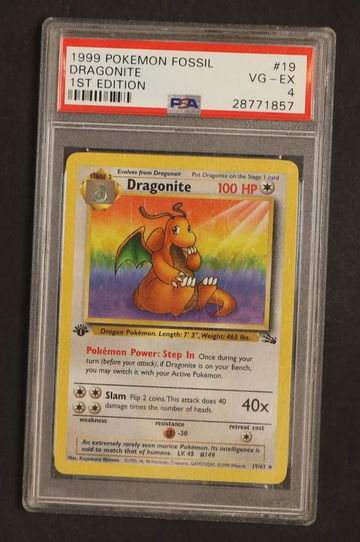 1999 POKEMON FOSSIL #19
DRAGONITE VG-EX
1ST EDITION 4
PSA 28771857
STAGE 2 Evolves from Dragonair Put Dragonite on the Stage 1 card
Dragonite 100 HP
Dragon Pokémon. Length: 7' 3", Weight: 463 lbs.
Pokémon Power: Step In Once during your
turn (before your attack), if Dragonite is on your Bench,
you may switch it with your Active Pokémon.
Slam Flip 2 coins. This attack does 40
damage times the number of heads. 40x
weakness resistance retreat cost
-30
An extremely rarely seen marine Pokémon. Its intelligence is
said to match that of humans. LV. 45 #149
Illus. Kagemaru Himeno 19/62